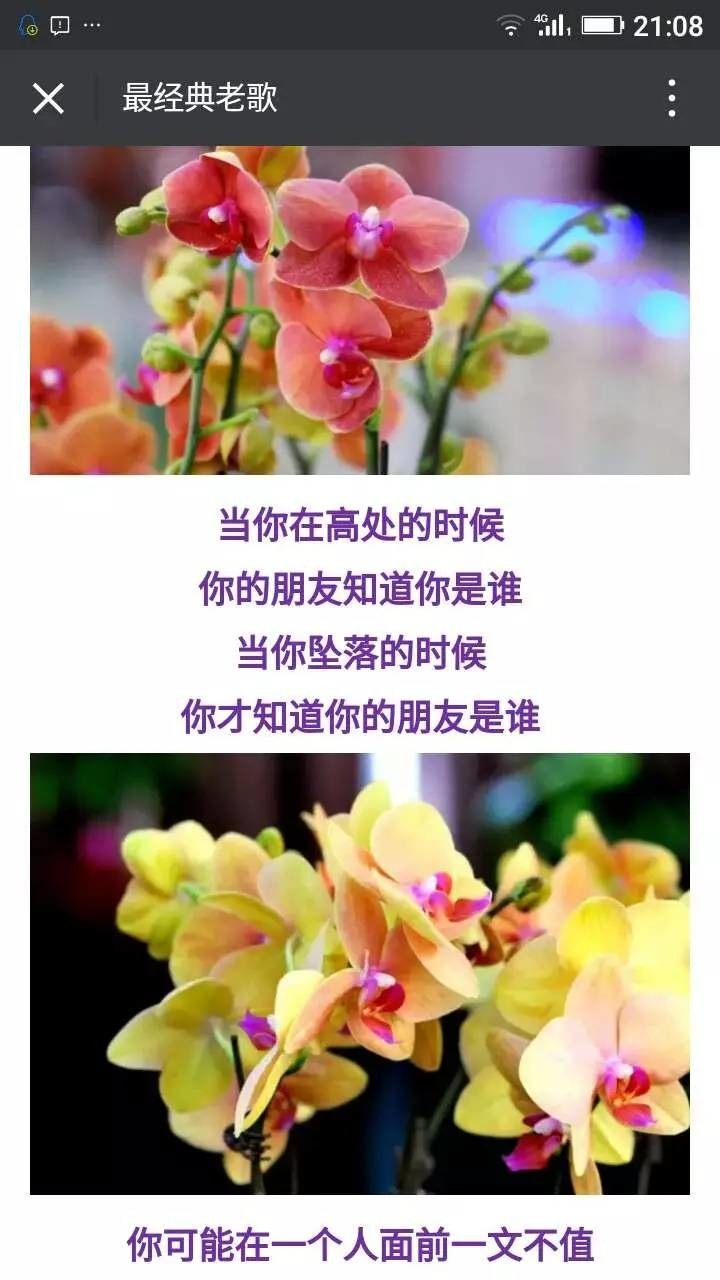 4G 1 21:08
最经典老歌
当你在高处的时候
你的朋友知道你是谁
当你坠落的时候
你才知道你的朋友是谁
你可能在一个人面前一文不值